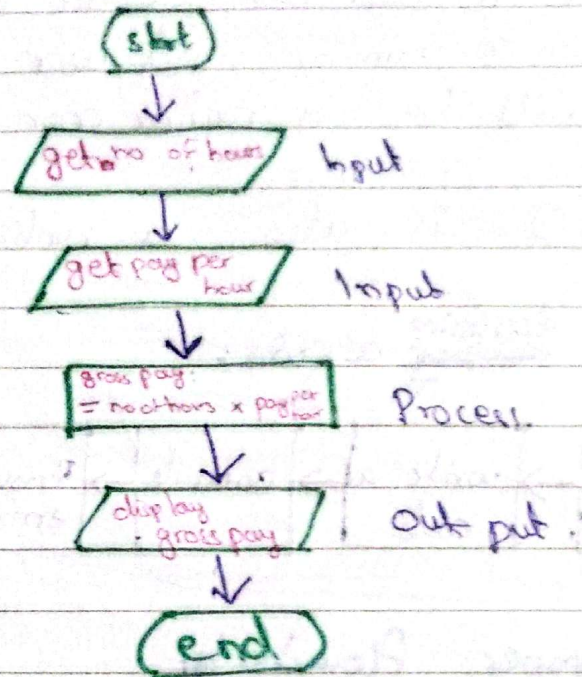 start
get no of hours
Input
get pay per
hour
Input
gross pay:
= no of hours x pay per
hour
Process.
display
gross pay
Out put.
end